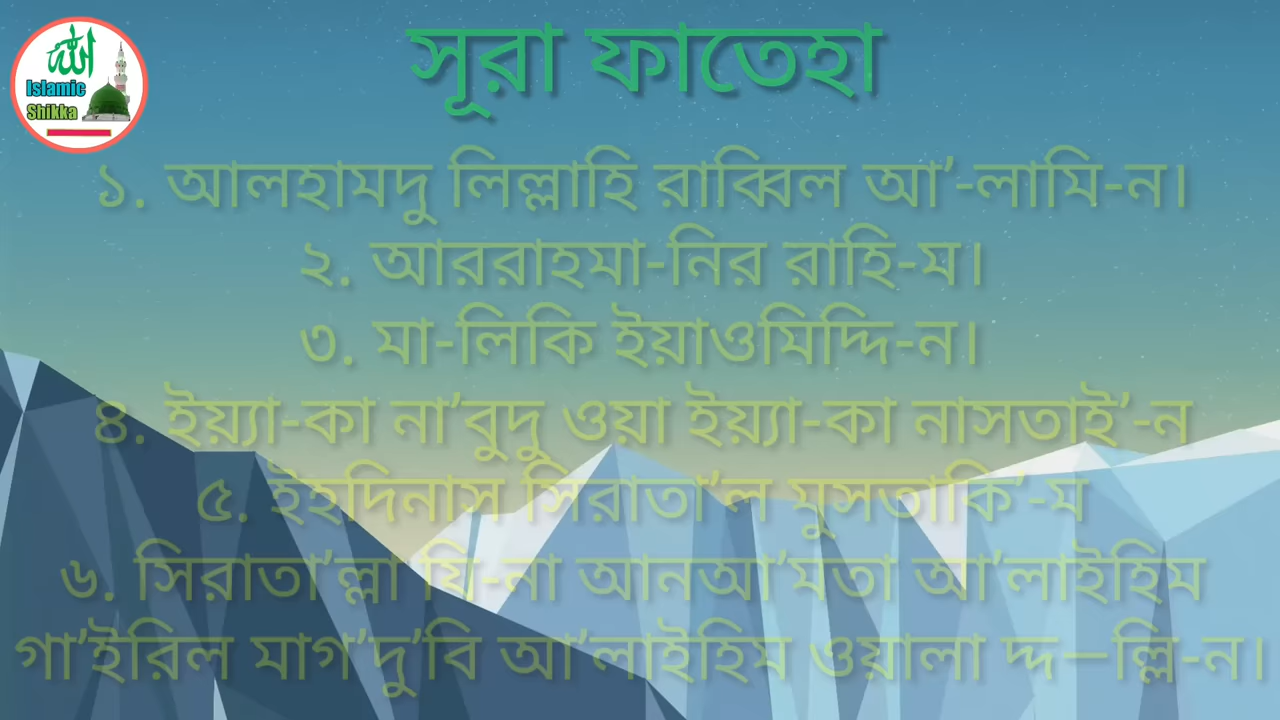 الله
Islamic
Shikka
সূরা ফাতেহা
১. আলহামদু লিল্লাহি রাব্বিল আ’-লামি-ন।
২. আররাহমা-নির রাহি-ম।
৩. মা-লিকি ইয়াওমিদ্দি-ন।
৪. ইয়্যা-কা না’বুদু ওয়া ইয়্যা-কা নাসতাই’-ন
৫. ইহদিনাস সিরাতা’ল মুসতাকি’-ম
৬. সিরাতা’ল্লা যি-না আনআ’মতা আ’লাইহিম
গা’ইরিল মাগ’দু’বি আ’লাইহিম ওয়ালা দ্দ—ল্লি-ন।